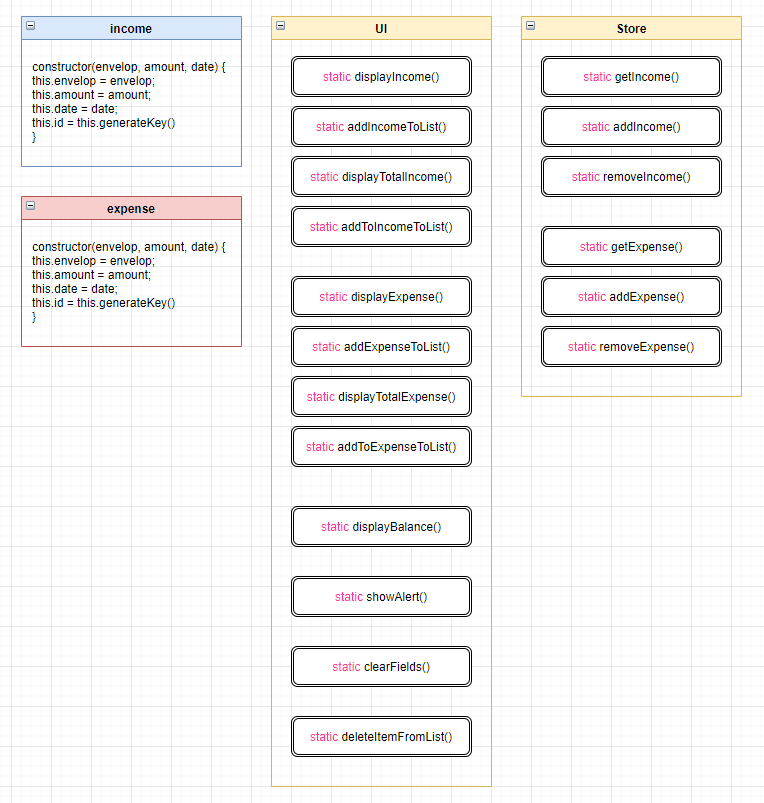 income
constructor(envelop, amount, date) {
this.envelop = envelop;
this.amount = amount;
this.date = date;
this.id = this.generateKey()
}
expense
constructor(envelop, amount, date) {
this.envelop = envelop;
this.amount = amount;
this.date = date;
this.id = this.generateKey()
}
UI
static displayIncome()
static addIncomeToList()
static displayTotalIncome()
static addToIncomeToList()
static displayExpense()
static addExpenseToList()
static displayTotalExpense()
static addToExpenseToList()
static displayBalance()
static showAlert()
static clearFields()
static deleteItemFromList()
Store
static getIncome()
static addIncome()
static removeIncome()
static getExpense()
static addExpense()
static removeExpense()